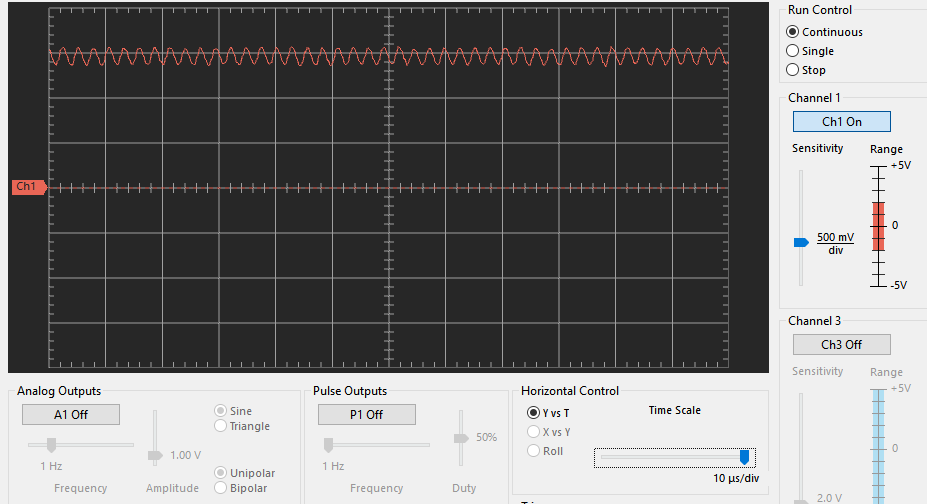 Run Control
Continuous
Single
Stop
Channel 1
Ch1 On
Sensitivity
Range
+5V
500 mV
div
0
-5V
Ch1
Channel 3
Ch3 Off
Sensitivity
Range
+5V
0
2.0 V
Analog Outputs
A1 Off
Sine
Triangle
1 Hz
1.00 V
Unipolar
Bipolar
Frequency
Amplitude
Pulse Outputs
P1 Off
50%
1 Hz
Frequency
Duty
Horizontal Control
Y vs T
X vs Y
Roll
Time Scale
10 µs/div